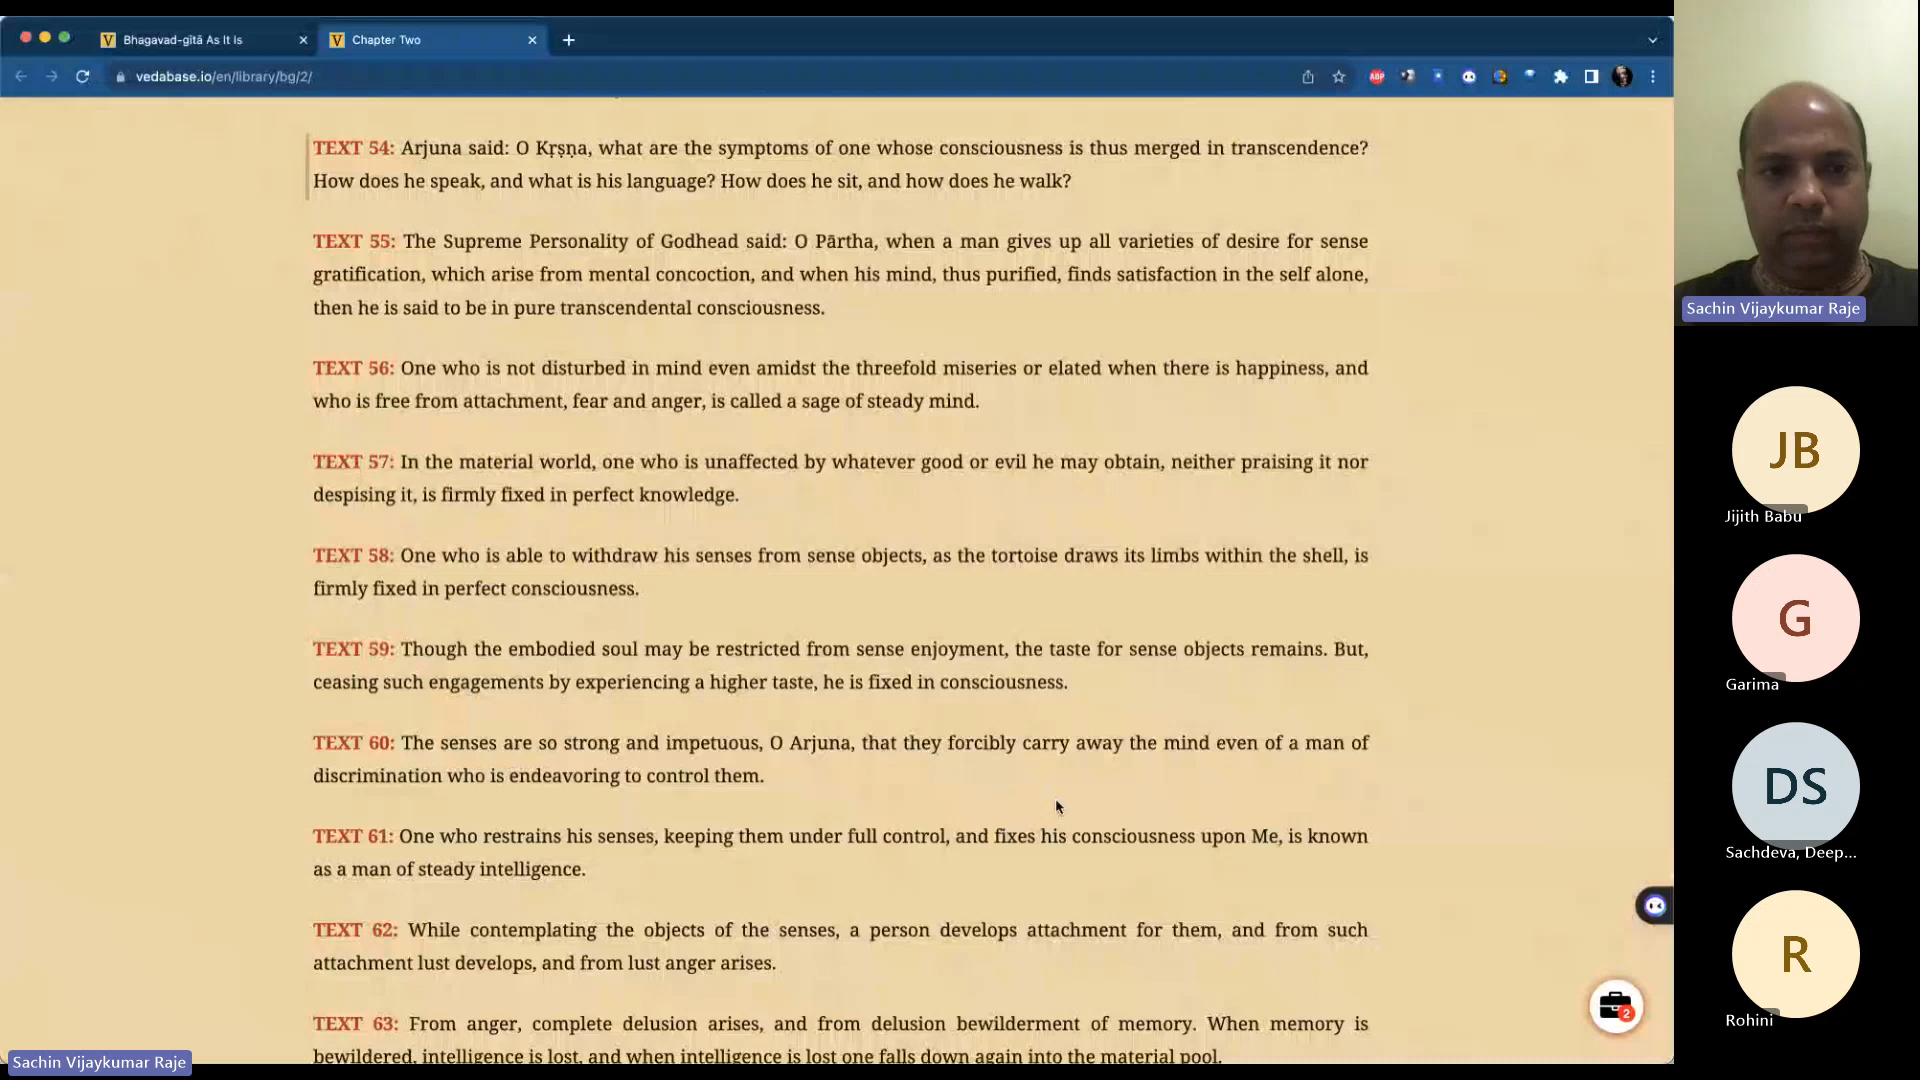 Bhagavad-gītā As It Is
Chapter Two
vedabase.io/en/library/bg/2/
ABP
TEXT 54: Arjuna said: O Kṛṣṇa, what are the symptoms of one whose consciousness is thus merged in transcendence?
How does he speak, and what is his language? How does he sit, and how does he walk?
TEXT 55: The Supreme Personality of Godhead said: O Pārtha, when a man gives up all varieties of desire for sense
gratification, which arise from mental concoction, and when his mind, thus purified, finds satisfaction in the self alone,
then he is said to be in pure transcendental consciousness.
TEXT 56: One who is not disturbed in mind even amidst the threefold miseries or elated when there is happiness, and
who is free from attachment, fear and anger, is called a sage of steady mind.
TEXT 57: In the material world, one who is unaffected by whatever good or evil he may obtain, neither praising it nor
despising it, is firmly fixed in perfect knowledge.
TEXT 58: One who is able to withdraw his senses from sense objects, as the tortoise draws its limbs within the shell, is
firmly fixed in perfect consciousness.
TEXT 59: Though the embodied soul may be restricted from sense enjoyment, the taste for sense objects remains. But,
ceasing such engagements by experiencing a higher taste, he is fixed in consciousness.
TEXT 60: The senses are so strong and impetuous, O Arjuna, that they forcibly carry away the mind even of a man of
discrimination who is endeavoring to control them.
TEXT 61: One who restrains his senses, keeping them under full control, and fixes his consciousness upon Me, is known
as a man of steady intelligence.
TEXT 62: While contemplating the objects of the senses, a person develops attachment for them, and from such
attachment lust develops, and from lust anger arises.
TEXT 63: From anger, complete delusion arises, and from delusion bewilderment of memory. When memory is
bewildered, intelligence is lost, and when intelligence is lost one falls down again into the material pool.
2
Sachin Vijaykumar Raje
Sachin Vijaykumar Raje
JB
Jijith Babu
G
Garima
DS
Sachdeva, Deep...
R
Rohini